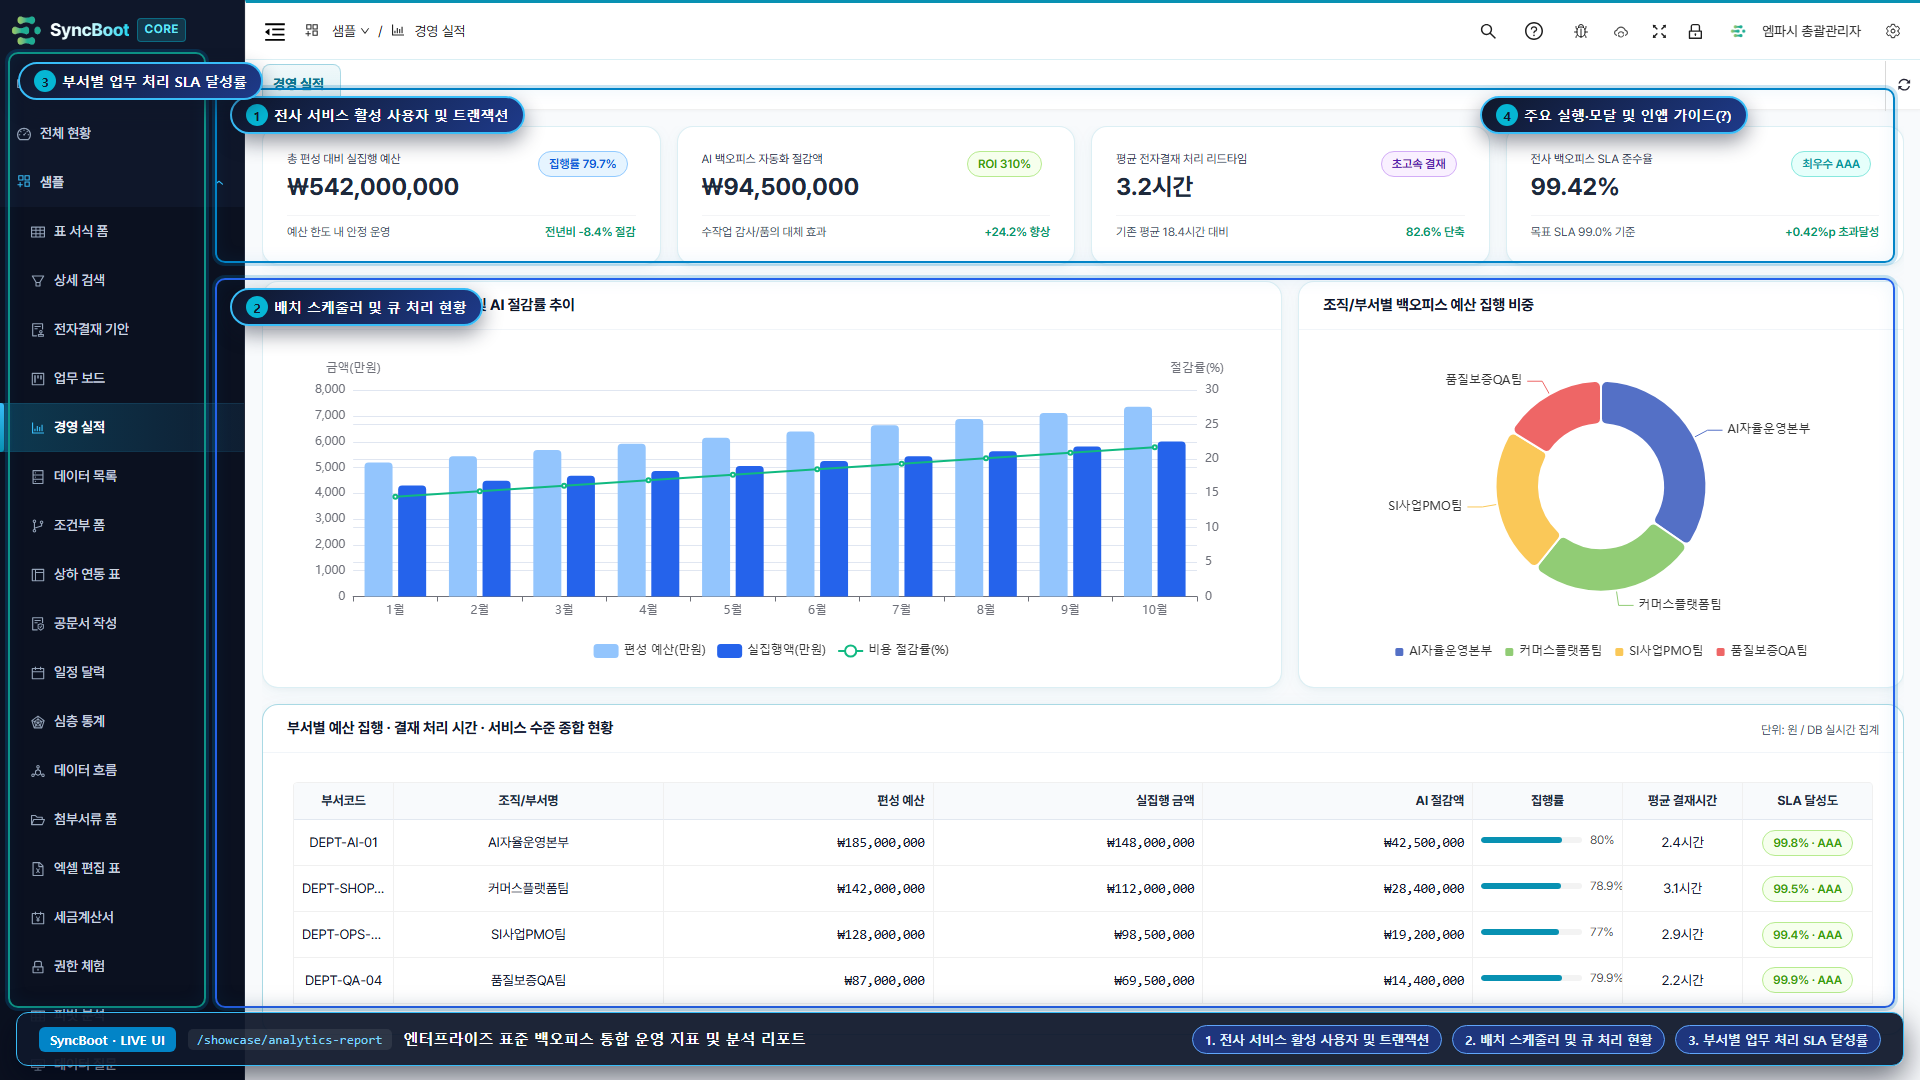 SyncBoot CORE
샘플 / 경영 실적
엠파시 총괄관리자
3 부서별 업무 처리 SLA 달성률
경영 실적
1 전사 서비스 활성 사용자 및 트랜잭션
4 주요 실행·모달 및 인앱 가이드(?)
전체 현황
샘플
표 서식 폼
상세 검색
전자결재 기안
업무 보드
경영 실적
데이터 목록
조건부 폼
상하 연동 표
공문서 작성
일정 달력
심층 통계
데이터 흐름
첨부서류 폼
엑셀 편집 표
세금계산서
권한 체험
데이터 질문
총 편성 대비 실집행 예산
집행률 79.7%
₩542,000,000
예산 한도 내 안정 운영
전년비 -8.4% 절감
AI 백오피스 자동화 절감액
ROI 310%
₩94,500,000
수작업 감사/품의 대체 효과
+24.2% 향상
평균 전자결재 처리 리드타임
초고속 결재
3.2시간
기존 평균 18.4시간 대비
82.6% 단축
전사 백오피스 SLA 준수율
최우수 AAA
99.42%
목표 SLA 99.0% 기준
+0.42%p 초과달성
2 배치 스케줄러 및 큐 처리 현황
AI 절감률 추이
금액(만원)
절감률(%)
8,000
7,000
6,000
5,000
4,000
3,000
2,000
1,000
0
30
25
20
15
10
5
0
1월 2월 3월 4월 5월 6월 7월 8월 9월 10월
편성 예산(만원) 실집행액(만원) 비용 절감률(%)
조직/부서별 백오피스 예산 집행 비중
품질보증QA팀
AI자율운영본부
SI사업PMO팀
커머스플랫폼팀
AI자율운영본부 커머스플랫폼팀 SI사업PMO팀 품질보증QA팀
부서별 예산 집행 · 결재 처리 시간 · 서비스 수준 종합 현황
단위: 원 / DB 실시간 집계
부서코드 조직/부서명 편성 예산 실집행 금액 AI 절감액 집행률 평균 결재시간 SLA 달성도
DEPT-AI-01 AI자율운영본부 ₩185,000,000 ₩148,000,000 ₩42,500,000 80% 2.4시간 99.8% · AAA
DEPT-SHOP... 커머스플랫폼팀 ₩142,000,000 ₩112,000,000 ₩28,400,000 78.9% 3.1시간 99.5% · AAA
DEPT-OPS-... SI사업PMO팀 ₩128,000,000 ₩98,500,000 ₩19,200,000 77% 2.9시간 99.4% · AAA
DEPT-QA-04 품질보증QA팀 ₩87,000,000 ₩69,500,000 ₩14,400,000 79.9% 2.2시간 99.9% · AAA
SyncBoot · LIVE UI /showcase/analytics-report 엔터프라이즈 표준 백오피스 통합 운영 지표 및 분석 리포트
1. 전사 서비스 활성 사용자 및 트랜잭션 2. 배치 스케줄러 및 큐 처리 현황 3. 부서별 업무 처리 SLA 달성률